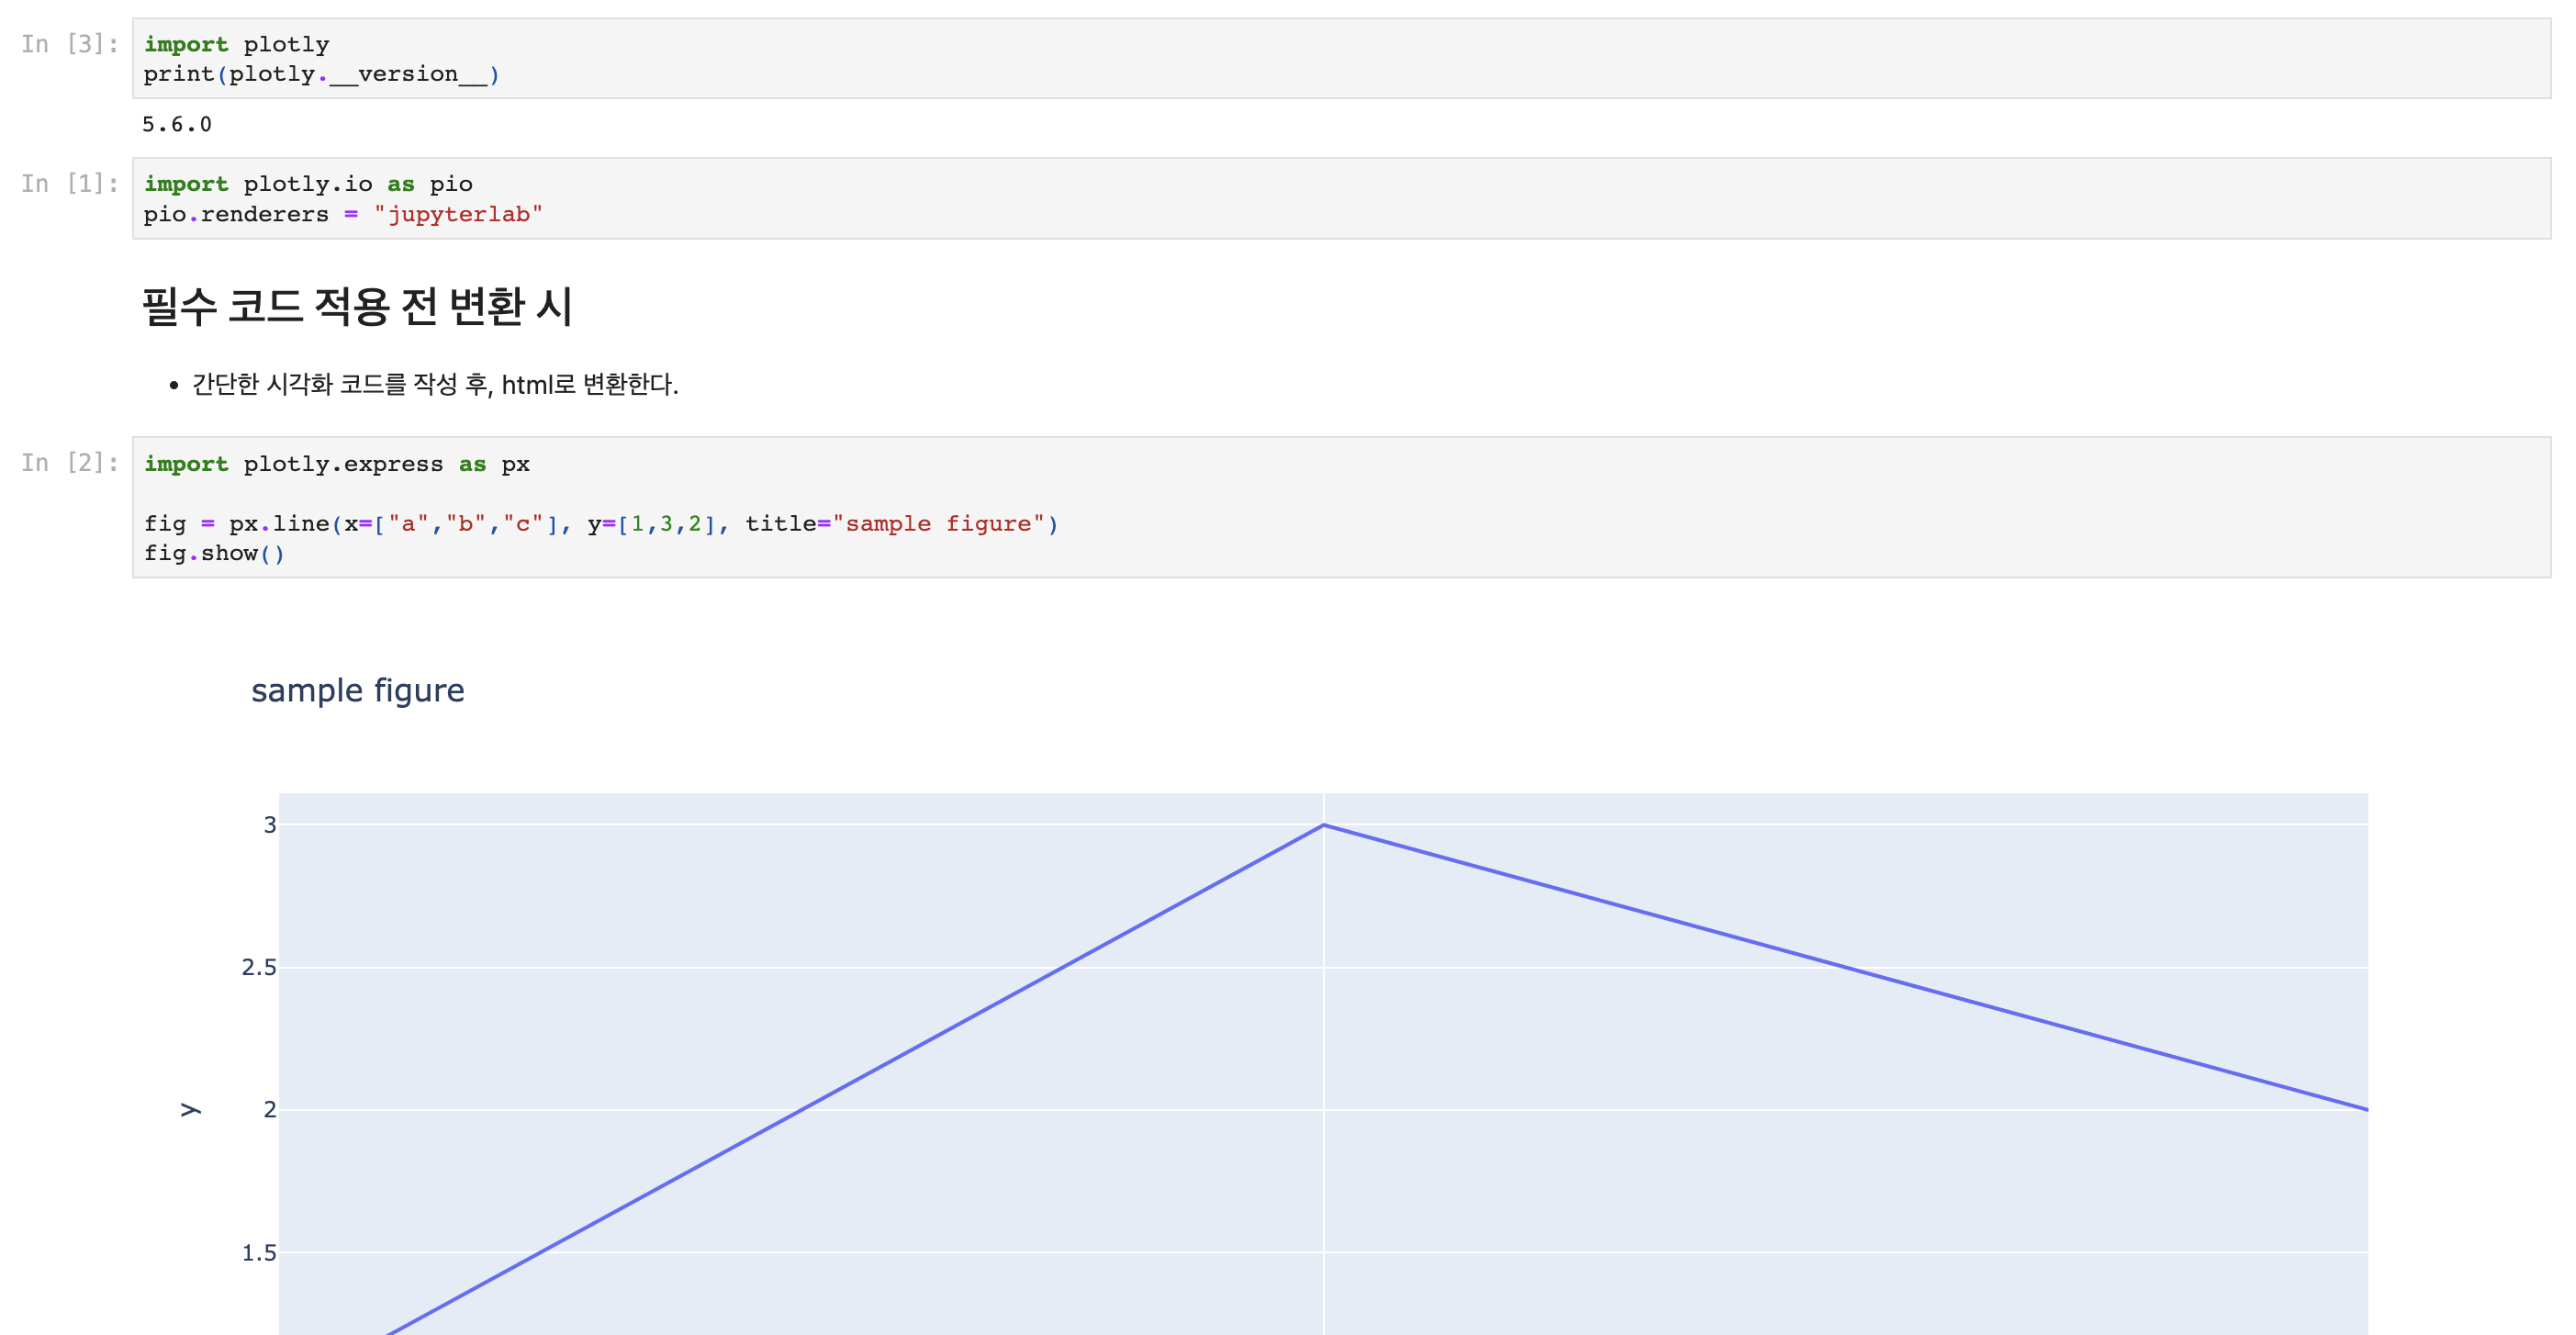 In [3]:
import plotly
print(plotly.__version__)
5.6.0
In [1]:
import plotly.io as pio
pio.renderers = "jupyterlab"
필수 코드 적용 전 변환 시
• 간단한 시각화 코드를 작성 후, html로 변환한다.
In [2]:
import plotly.express as px
fig = px.line(x=["a","b","c"], y=[1,3,2], title="sample figure")
fig.show()
sample figure
3
2.5
2
1.5
y